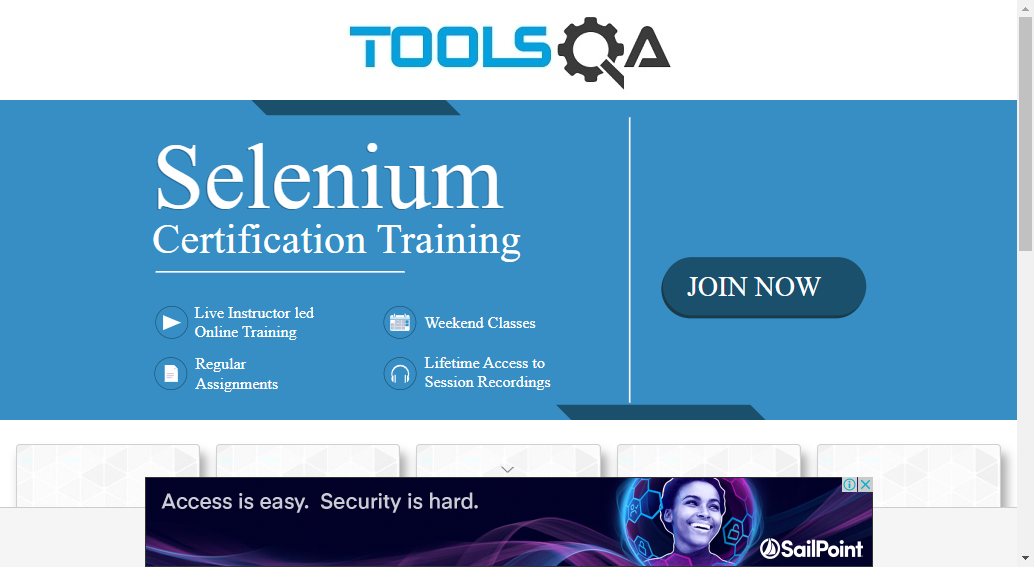 TOOLSQA
Selenium
Certification Training
JOIN NOW
Live Instructor led
Online Training
Weekend Classes
Regular
Assignments
Lifetime Access to
Session Recordings
Access is easy. Security is hard.
SailPoint